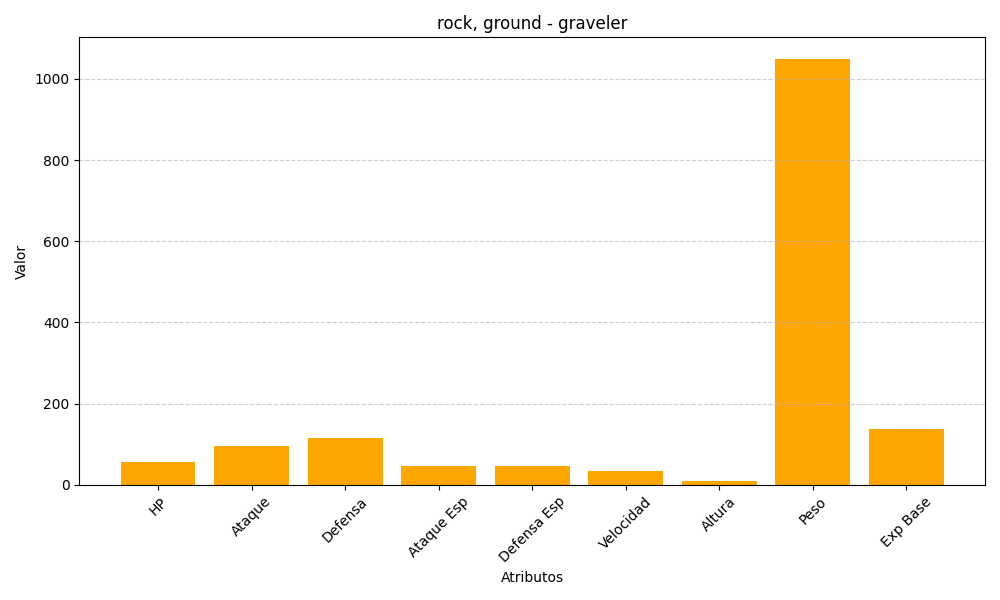 rock, ground - graveler
1000
800
600
400
200
0
Valor
HP
Ataque
Defensa
Ataque Esp
Defensa Esp
Velocidad
Altura
Peso
Exp Base
Atributos